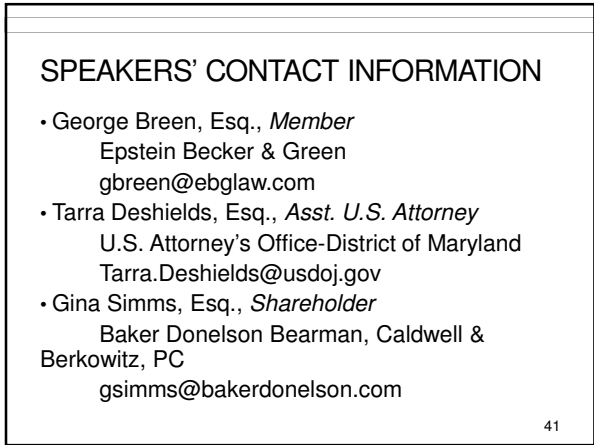 SPEAKERS’ CONTACT INFORMATION
• George Breen, Esq., Member
Epstein Becker & Green
gbreen@ebglaw.com
• Tarra Deshields, Esq., Asst. U.S. Attorney
U.S. Attorney’s Office-District of Maryland
Tarra.Deshields@usdoj.gov
• Gina Simms, Esq., Shareholder
Baker Donelson Bearman, Caldwell &
Berkowitz, PC
gsimms@bakerdonelson.com
41